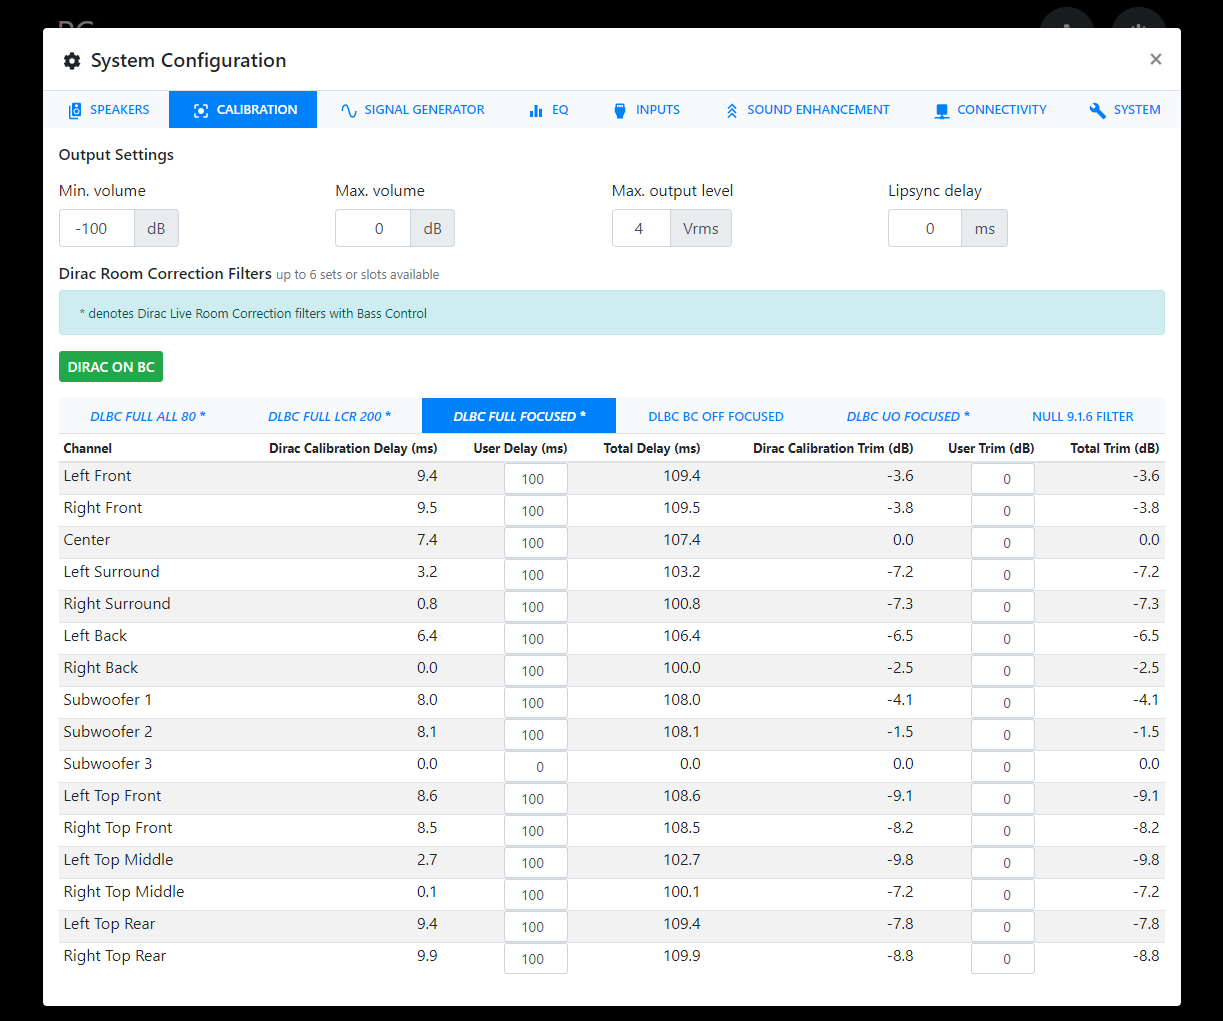 System Configuration ×
SPEAKERS CALIBRATION SIGNAL GENERATOR EQ INPUTS SOUND ENHANCEMENT CONNECTIVITY SYSTEM
Output Settings
Min. volume Max. volume Max. output level Lipsync delay
-100 dB 0 dB 4 Vrms 0 ms
Dirac Room Correction Filters up to 6 sets or slots available
* denotes Dirac Live Room Correction filters with Bass Control
DIRAC ON BC
DLBC FULL ALL 80 * DLBC FULL LCR 200 * DLBC FULL FOCUSED * DLBC BC OFF FOCUSED DLBC UO FOCUSED * NULL 9.1.6 FILTER
Channel Dirac Calibration Delay (ms) User Delay (ms) Total Delay (ms) Dirac Calibration Trim (dB) User Trim (dB) Total Trim (dB)
Left Front 9.4 100 109.4 -3.6 0 -3.6
Right Front 9.5 100 109.5 -3.8 0 -3.8
Center 7.4 100 107.4 0.0 0 0.0
Left Surround 3.2 100 103.2 -7.2 0 -7.2
Right Surround 0.8 100 100.8 -7.3 0 -7.3
Left Back 6.4 100 106.4 -6.5 0 -6.5
Right Back 0.0 100 100.0 -2.5 0 -2.5
Subwoofer 1 8.0 100 108.0 -4.1 0 -4.1
Subwoofer 2 8.1 100 108.1 -1.5 0 -1.5
Subwoofer 3 0.0 0 0.0 0.0 0 0.0
Left Top Front 8.6 100 108.6 -9.1 0 -9.1
Right Top Front 8.5 100 108.5 -8.2 0 -8.2
Left Top Middle 2.7 100 102.7 -9.8 0 -9.8
Right Top Middle 0.1 100 100.1 -7.2 0 -7.2
Left Top Rear 9.4 100 109.4 -7.8 0 -7.8
Right Top Rear 9.9 100 109.9 -8.8 0 -8.8